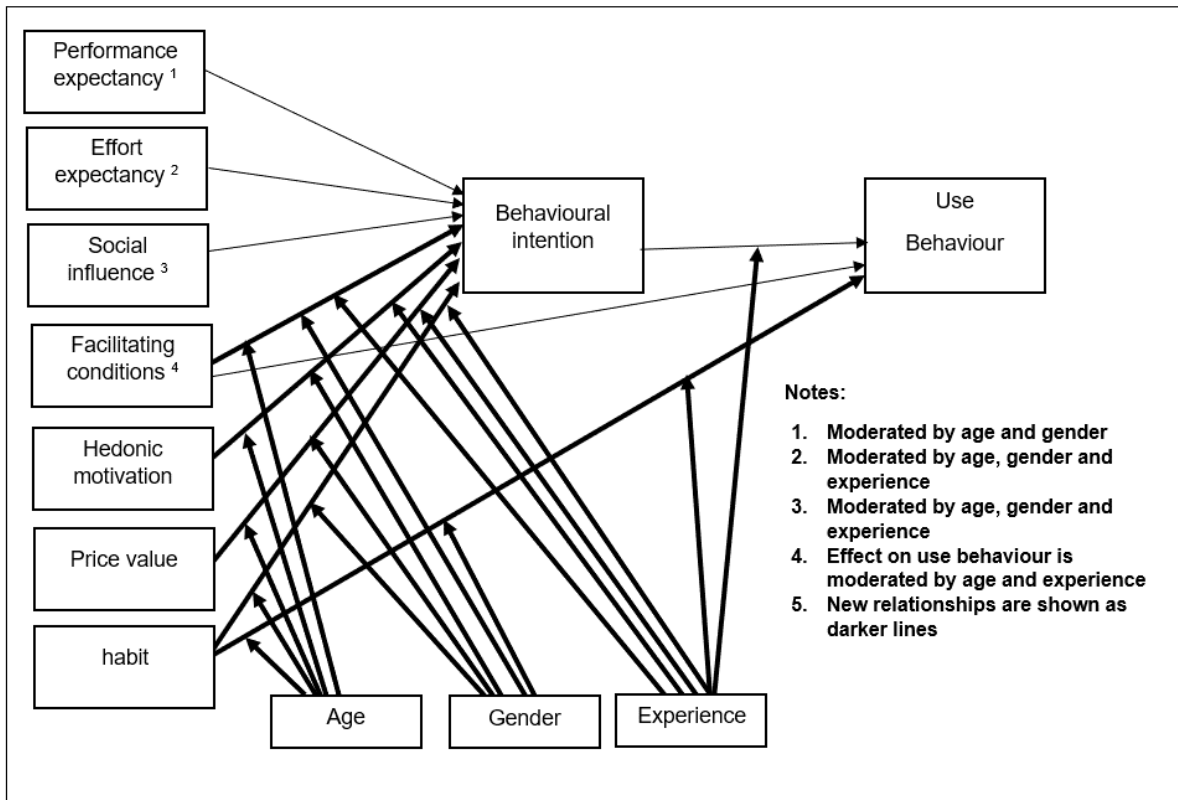 Performance
expectancy 1
Effort
expectancy 2
Social
influence 3
Facilitating
conditions 4
Hedonic
motivation
Price value
habit
Behavioural
intention
Use
Behaviour
Age
Gender
Experience
Notes:
1. Moderated by age and gender
2. Moderated by age, gender and
experience
3. Moderated by age, gender and
experience
4. Effect on use behaviour is
moderated by age and experience
5. New relationships are shown as
darker lines